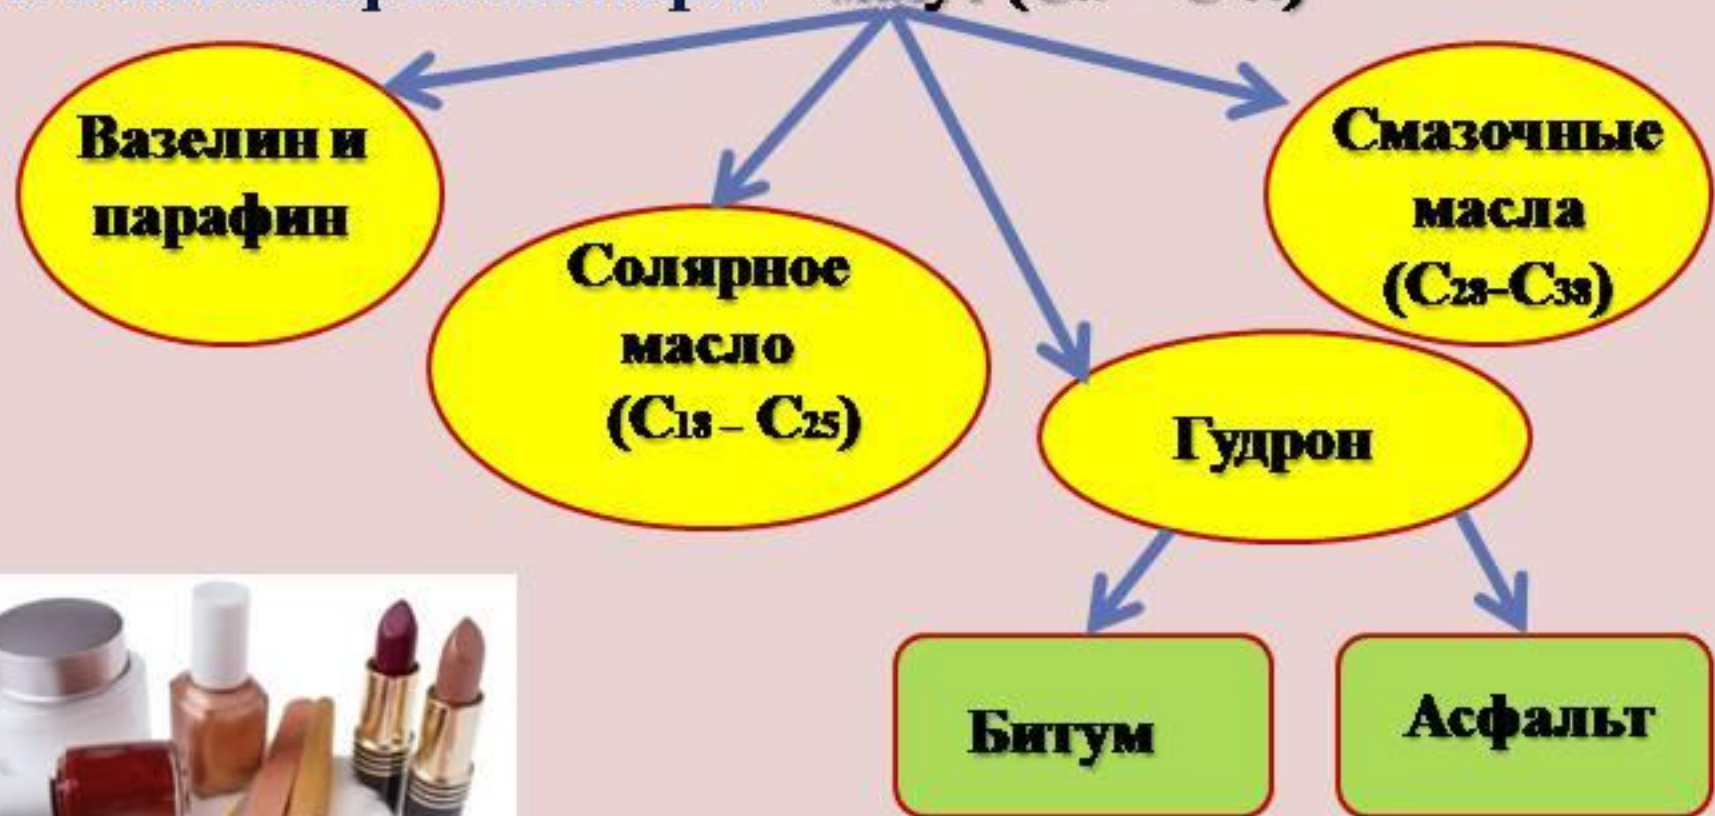 Вазелин и
парафин
Солярное
масло
(C18 – C25)
Смазочные
масла
(C28–C38)
Гудрон
Битум
Асфальт